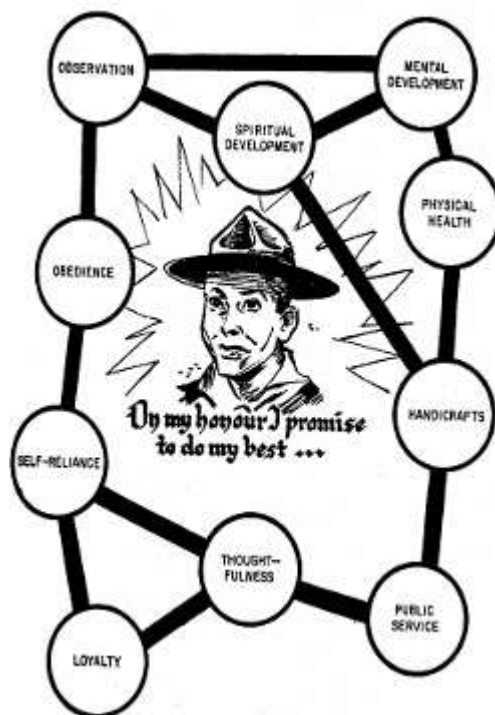 OBSERVATION
MENTAL
DEVELOPMENT
SPIRITUAL
DEVELOPMENT
PHYSICAL
HEALTH
OBEDIENCE
HANDICRAFTS
On my honour I promise
to do my best ...
SELF-RELIANCE
THOUGHT-
FULNESS
PUBLIC
SERVICE
LOYALTY